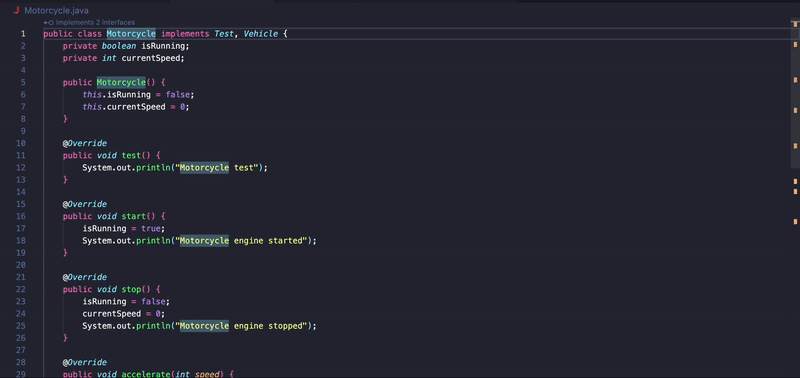 Motorcycle.java
Implements 2 interfaces
1 public class Motorcycle implements Test, Vehicle {
2     private boolean isRunning;
3     private int currentSpeed;
4
5     public Motorcycle() {
6         this.isRunning = false;
7         this.currentSpeed = 0;
8     }
9
10     @Override
11     public void test() {
12         System.out.println("Motorcycle test");
13     }
14
15     @Override
16     public void start() {
17         isRunning = true;
18         System.out.println("Motorcycle engine started");
19     }
20
21     @Override
22     public void stop() {
23         isRunning = false;
24         currentSpeed = 0;
25         System.out.println("Motorcycle engine stopped");
26     }
27
28     @Override
29     public void accelerate(int speed) {